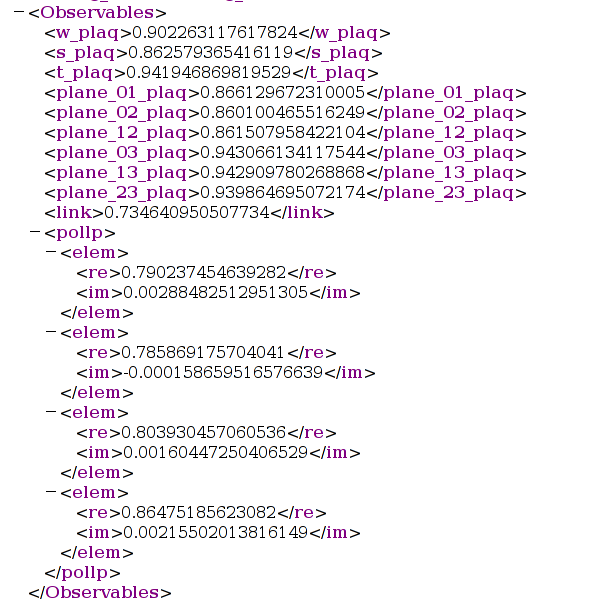 −<Observables>
<w_plaq>0.902263117617824</w_plaq>
<s_plaq>0.862579365416119</s_plaq>
<t_plaq>0.941946869819529</t_plaq>
<plane_01_plaq>0.866129672310005</plane_01_plaq>
<plane_02_plaq>0.860100465516249</plane_02_plaq>
<plane_12_plaq>0.861507958422104</plane_12_plaq>
<plane_03_plaq>0.943066134117544</plane_03_plaq>
<plane_13_plaq>0.942909780268868</plane_13_plaq>
<plane_23_plaq>0.939864695072174</plane_23_plaq>
<link>0.734640950507734</link>
−<pollp>
−<elem>
<re>0.790237454639282</re>
<im>0.00288482512951305</im>
</elem>
−<elem>
<re>0.785869175704041</re>
<im>-0.000158659516576639</im>
</elem>
−<elem>
<re>0.803930457060536</re>
<im>0.00160447250406529</im>
</elem>
−<elem>
<re>0.86475185623082</re>
<im>0.00215502013816149</im>
</elem>
</pollp>
</Observables>